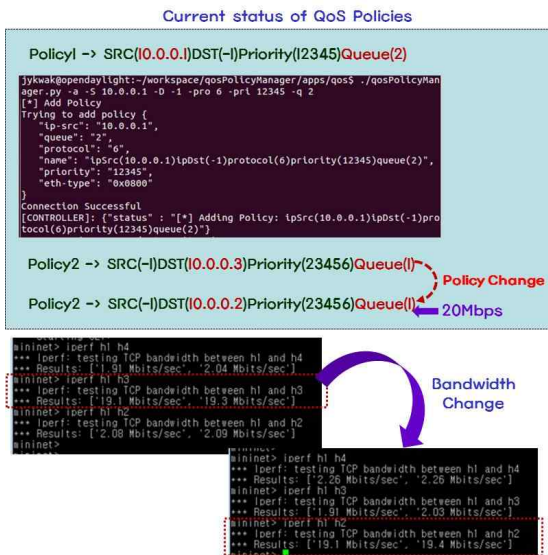 Current status of QoS Policies
Policy1 -> SRC(10.0.0.1)DST(-1)Priority(12345)Queue(2)
jykwak@opendaylight:~/workspace/qosPolicyManager/apps/qos$ ./qosPolicyMan
ager.py -a -S 10.0.0.1 -D -1 -pro 6 -pri 12345 -q 2
[*] Add Policy
Trying to add policy {
"ip-src": "10.0.0.1",
"queue": "2",
"protocol": "6",
"name": "ipSrc(10.0.0.1)ipDst(-1)protocol(6)priority(12345)queue(2)",
"priority": "12345",
"eth-type": "0x0800"
}
Connection Successful
[CONTROLLER]: {"status" : "[*] Adding Policy: ipSrc(10.0.0.1)ipDst(-1)pro
tocol(6)priority(12345)queue(2)"}
Policy2 -> SRC(-1)DST(10.0.0.3)Priority(23456)Queue(1)
Policy Change
Policy2 -> SRC(-1)DST(10.0.0.2)Priority(23456)Queue(1)
20Mbps
mininet> iperf h1 h4
*** Iperf: testing TCP bandwidth between h1 and h4
*** Results: ['1.91 Mbits/sec', '2.04 Mbits/sec']
mininet> iperf h1 h3
*** Iperf: testing TCP bandwidth between h1 and h3
*** Results: ['19.1 Mbits/sec', '19.3 Mbits/sec']
mininet> iperf h1 h2
*** Iperf: testing TCP bandwidth between h1 and h2
*** Results: ['2.08 Mbits/sec', '2.09 Mbits/sec']
mininet>
Bandwidth
Change
mininet> iperf h1 h4
*** Iperf: testing TCP bandwidth between h1 and h4
*** Results: ['2.26 Mbits/sec', '2.26 Mbits/sec']
mininet> iperf h1 h3
*** Iperf: testing TCP bandwidth between h1 and h3
*** Results: ['1.91 Mbits/sec', '2.03 Mbits/sec']
mininet> iperf h1 h2
*** Iperf: testing TCP bandwidth between h1 and h2
*** Results: ['19.1 Mbits/sec', '19.4 Mbits/sec']
mininet>